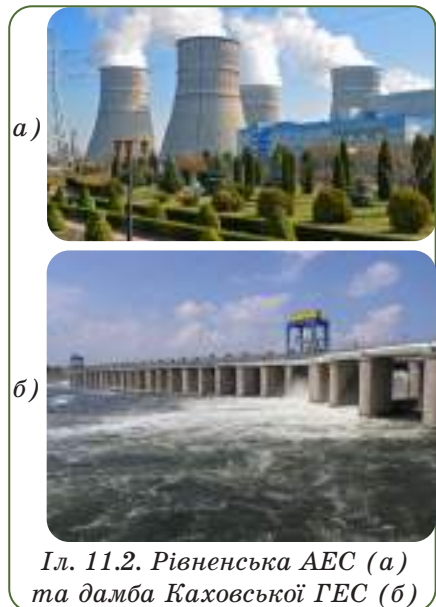 а)
б)
Іл. 11.2. Рівненська АЕС (а)
та дамба Каховської ГЕС (б)